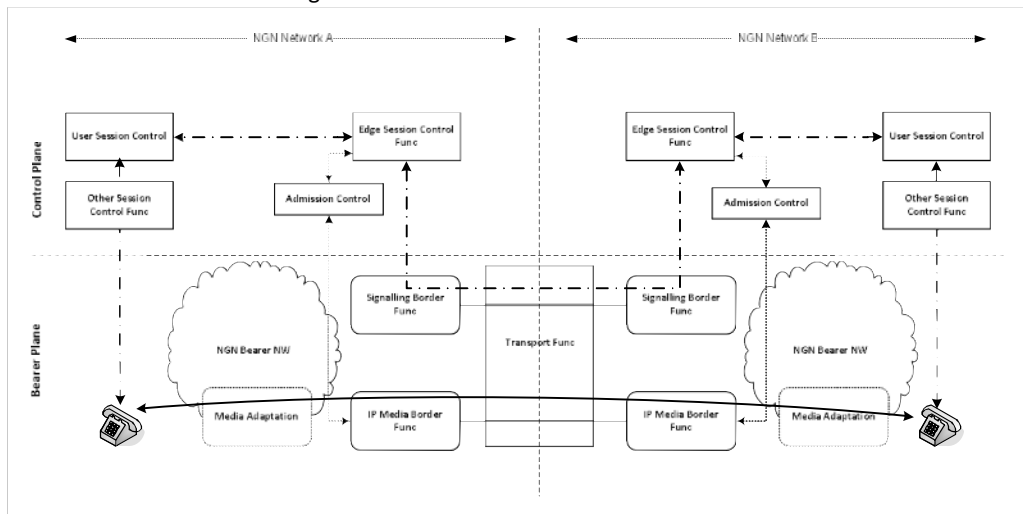 NGN Network A
NGN Network B
Control Plane
User Session Control
Edge Session Control
Func
Edge Session Control
Func
User Session Control
Other Session
Control Func
Admission Control
Admission Control
Other Session
Control Func
Bearer Plane
Signalling Border
Func
Signalling Border
Func
NGN Bearer NW
Transport Func
NGN Bearer NW
Media Adaptation
IP Media Border
Func
IP Media Border
Func
Media Adaptation